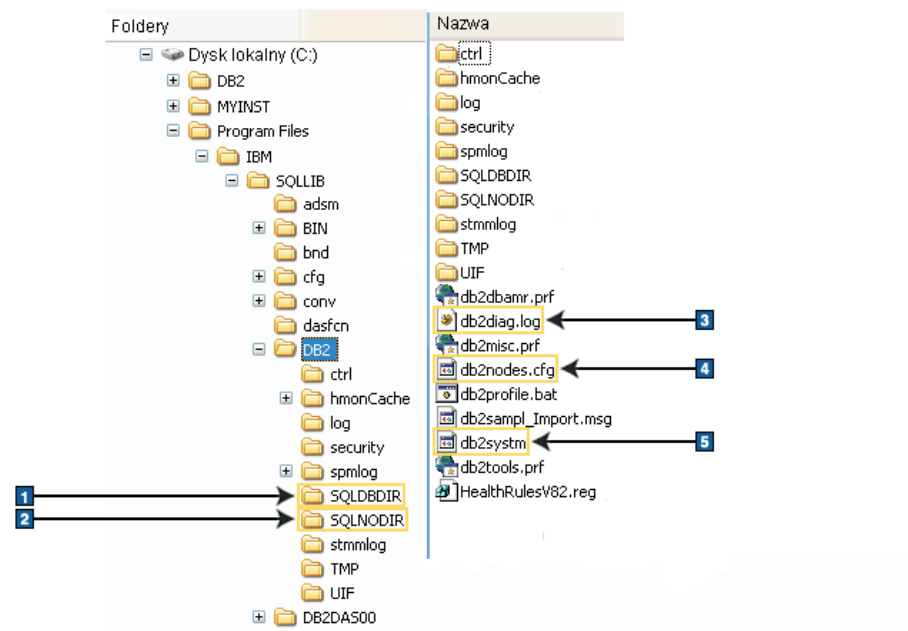 Foldery
Dysk lokalny (C:)
DB2
MYINST
Program Files
IBM
SQLLIB
adsm
BIN
bnd
cfg
conv
dasfcn
DB2
ctrl
hmonCache
log
security
spmlog
1
SQLDBDIR
2
SQLNODIR
stmmlog
TMP
UIF
DB2DAS00
Nazwa
ctrl
hmonCache
log
security
spmlog
SQLDBDIR
SQLNODIR
stmmlog
TMP
UIF
db2dbamr.prf
db2diag.log
3
db2misc.prf
db2nodes.cfg
4
db2profile.bat
db2sampl_Import.msg
db2systm
5
db2tools.prf
HealthRulesV82.reg